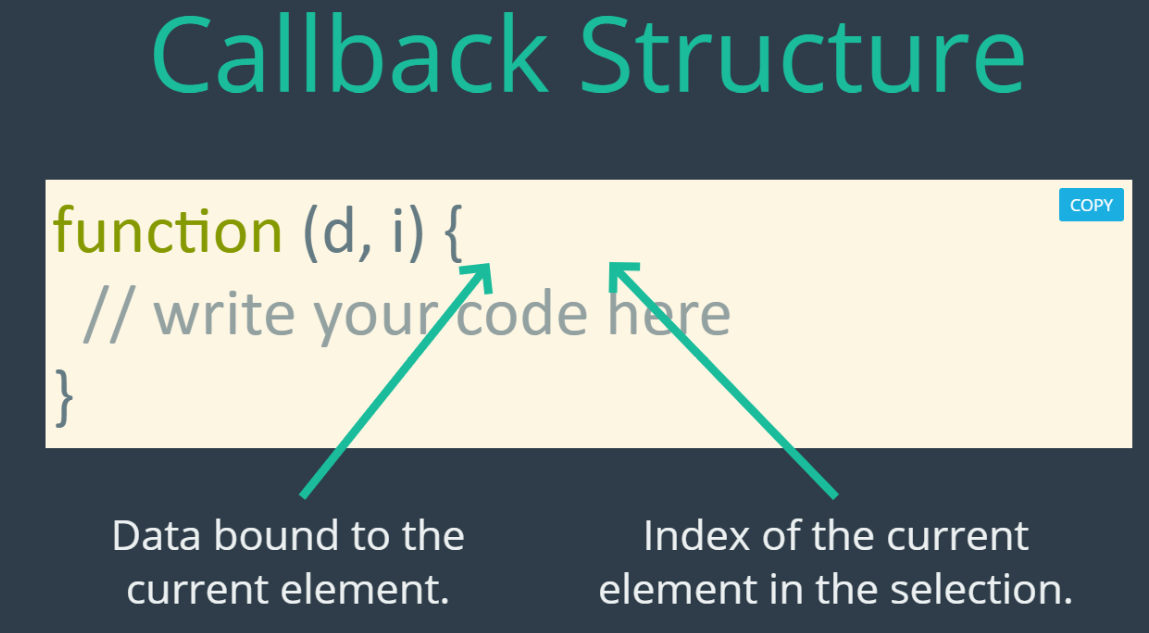 Callback Structure
COPY
function (d, i) {
// write your code here
}
Data bound to the
current element.
Index of the current
element in the selection.